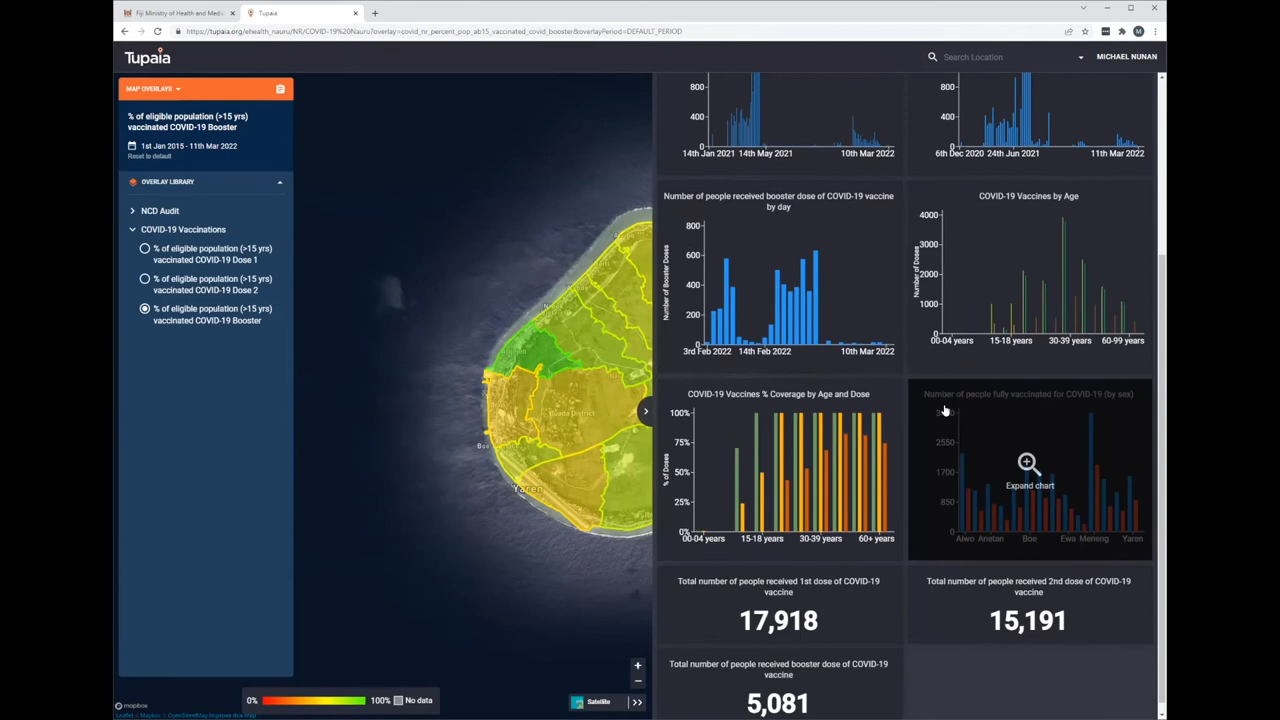 Fiji Ministry of Health and Medic
Tupaia
https://tupaia.org/ehealth_nauru/NR/COVID-19%20Nauru?overlay=covid_nr_percent_pop_ab15_vaccinated_covid_booster&overlayPeriod=DEFAULT_PERIOD
M
Tupaia
Search Location
MICHAEL NUNAN
MAP OVERLAYS
% of eligible population (>15 yrs)
vaccinated COVID-19 Booster
1st Jan 2015 - 11th Mar 2022
Reset to default
OVERLAY LIBRARY
NCD Audit
COVID-19 Vaccinations
% of eligible population (>15 yrs)
vaccinated COVID-19 Dose 1
% of eligible population (>15 yrs)
vaccinated COVID-19 Dose 2
% of eligible population (>15 yrs)
vaccinated COVID-19 Booster
Buada District
Yaren
0% 100% No data
Satellite
mapbox
Leaflet © Mapbox © OpenStreetMap Improve this map
800
400
0
14th Jan 2021 14th May 2021 10th Mar 2022
800
400
0
6th Dec 2020 24th Jun 2021 11th Mar 2022
Number of people received booster dose of COVID-19 vaccine
by day
Number of Booster Doses
800
600
400
200
0
3rd Feb 2022 14th Feb 2022 10th Mar 2022
COVID-19 Vaccines by Age
Number of Doses
4000
3000
2000
1000
0
00-04 years 15-18 years 30-39 years 60-99 years
COVID-19 Vaccines % Coverage by Age and Dose
% of Doses
100%
75%
50%
25%
0%
00-04 years 15-18 years 30-39 years 60+ years
Number of people fully vaccinated for COVID-19 (by sex)
2550
1700
850
0
Expand chart
Aiwo Anetan Boe Ewa Meneng Yaren
Total number of people received 1st dose of COVID-19
vaccine
17,918
Total number of people received 2nd dose of COVID-19
vaccine
15,191
Total number of people received booster dose of COVID-19
vaccine
5,081